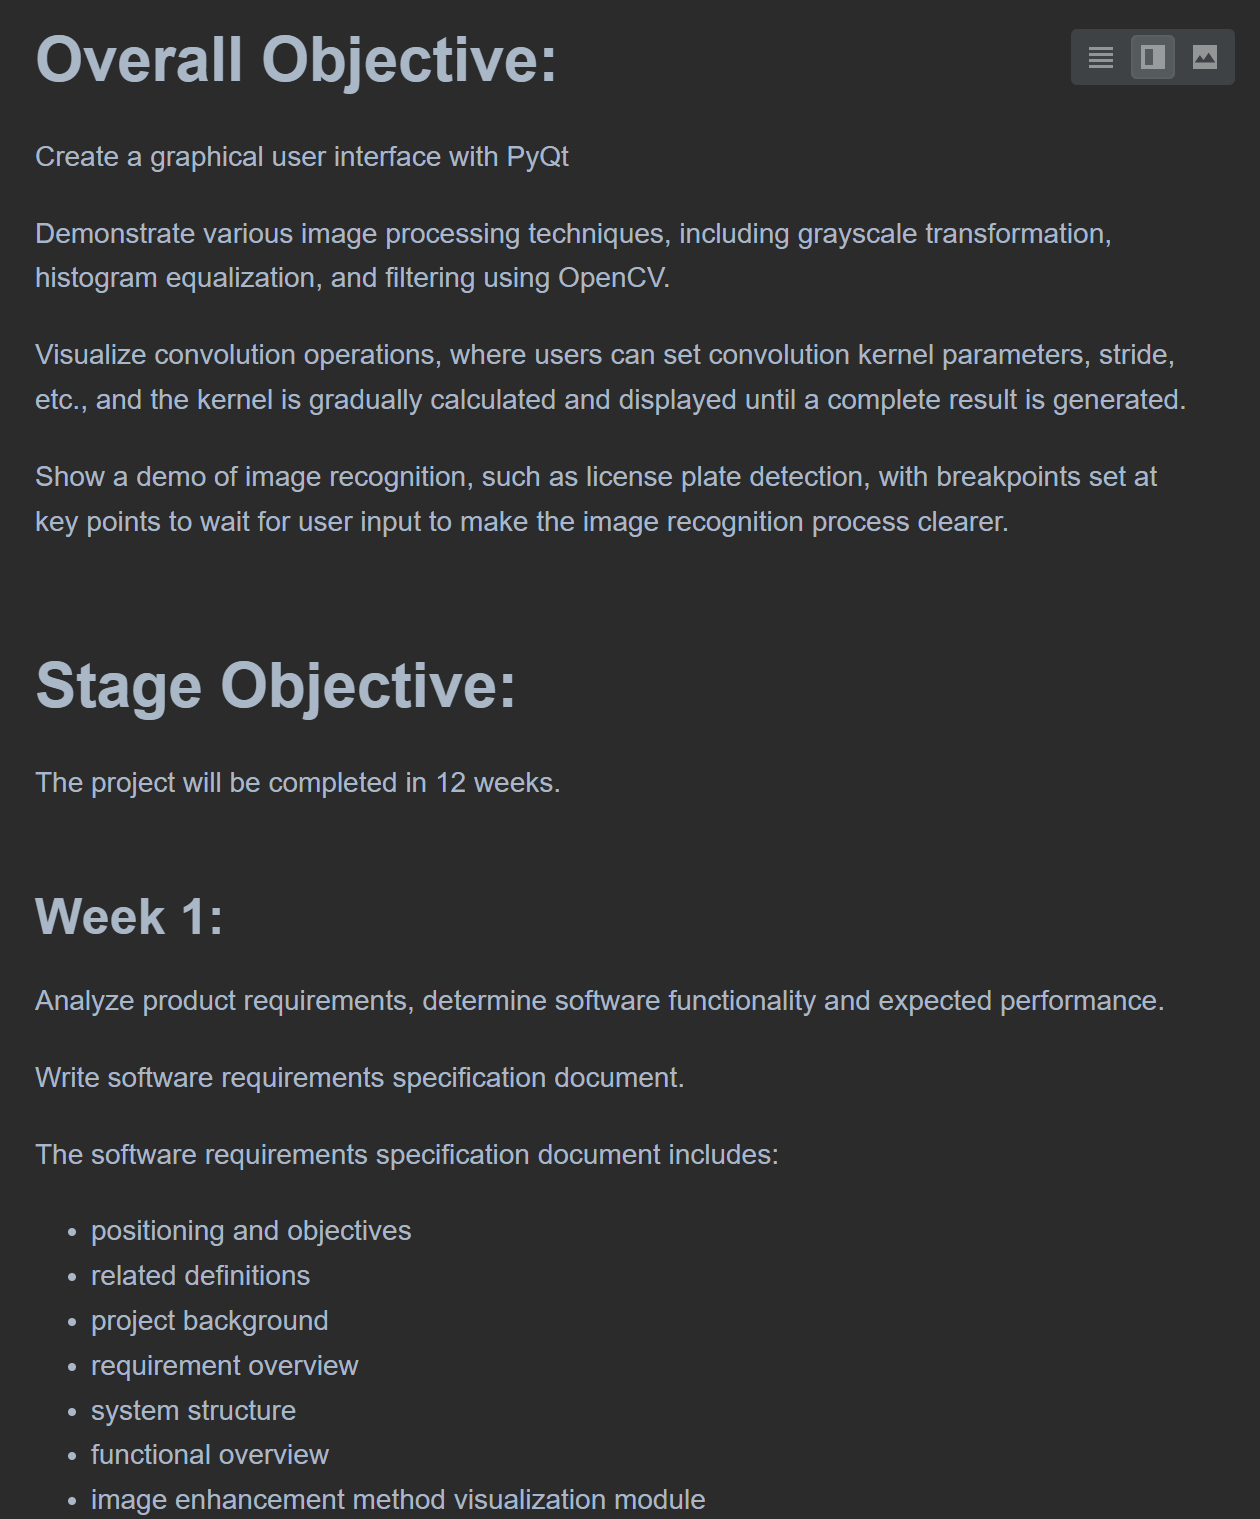 Overall Objective:
Create a graphical user interface with PyQt
Demonstrate various image processing techniques, including grayscale transformation,
histogram equalization, and filtering using OpenCV.
Visualize convolution operations, where users can set convolution kernel parameters, stride,
etc., and the kernel is gradually calculated and displayed until a complete result is generated.
Show a demo of image recognition, such as license plate detection, with breakpoints set at
key points to wait for user input to make the image recognition process clearer.
Stage Objective:
The project will be completed in 12 weeks.
Week 1:
Analyze product requirements, determine software functionality and expected performance.
Write software requirements specification document.
The software requirements specification document includes:
• positioning and objectives
• related definitions
• project background
• requirement overview
• system structure
• functional overview
• image enhancement method visualization module